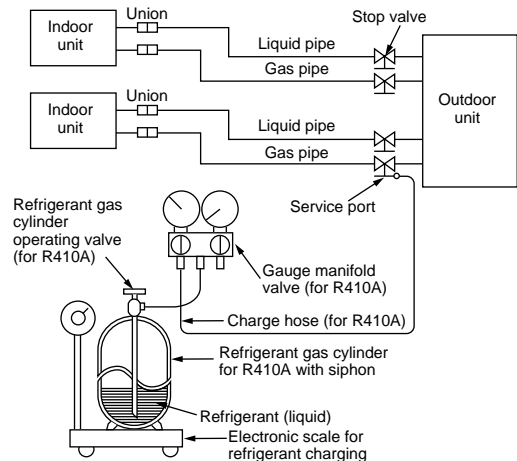 Indoor
unit
Union
Stop valve
Liquid pipe
Gas pipe
Outdoor
unit
Indoor
unit
Union
Liquid pipe
Gas pipe
Service port
Refrigerant gas
cylinder
operating valve
(for R410A)
Gauge manifold
valve (for R410A)
Charge hose (for R410A)
Refrigerant gas cylinder
for R410A with siphon
Refrigerant (liquid)
Electronic scale for
refrigerant charging